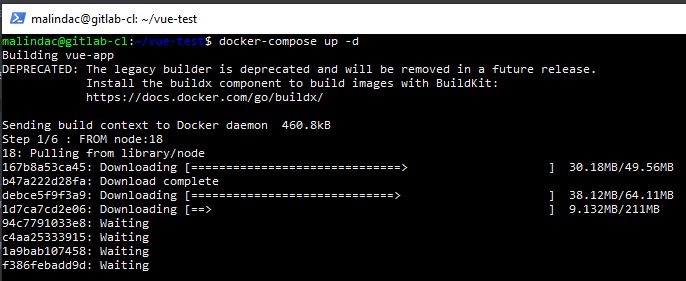 malindac@gitlab-cl: ~/vue-test
malindac@gitlab-cl:~/vue-test$ docker-compose up -d
Building vue-app
DEPRECATED: The legacy builder is deprecated and will be removed in a future release.
            Install the buildx component to build images with BuildKit:
            https://docs.docker.com/go/buildx/
Sending build context to Docker daemon  460.8kB
Step 1/6 : FROM node:18
18: Pulling from library/node
167b8a53ca45: Downloading [==============================>                    ]  30.18MB/49.56MB
b47a222d28fa: Download complete
debce5f9f3a9: Downloading [=============================>                     ]  38.12MB/64.11MB
1d7ca7cd2e06: Downloading [==>                                                ]  9.132MB/211MB
94c7791033e8: Waiting
c4aa25333915: Waiting
1a9bab107458: Waiting
f386febadd9d: Waiting